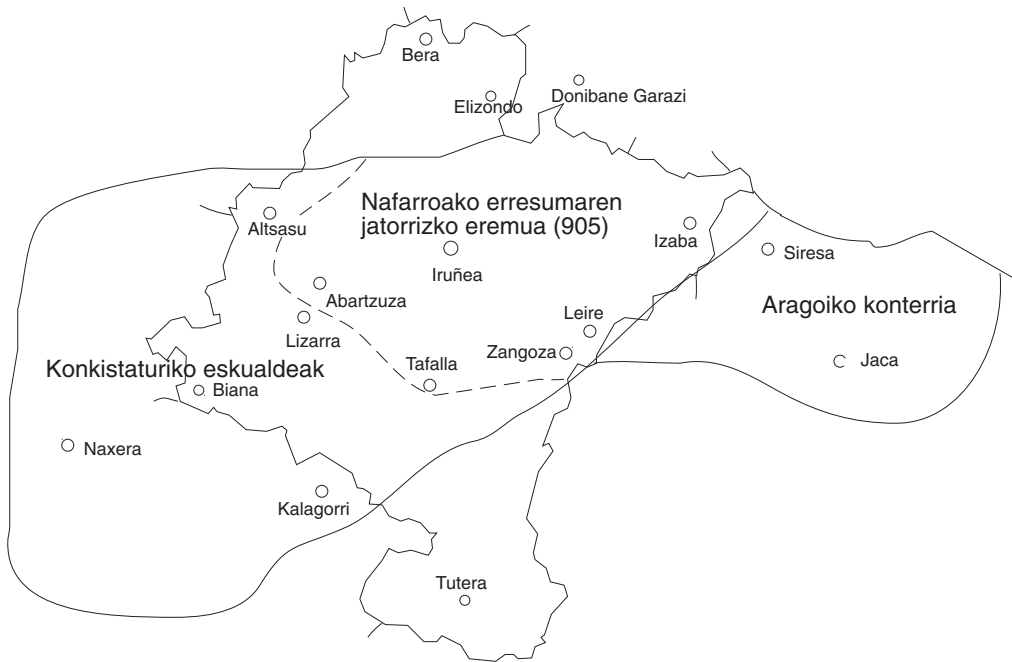 Bera
Elizondo
Donibane Garazi
Nafarroako erresumaren
jatorrizko eremua (905)
Altsasu
Izaba
Iruñea
Siresa
Abartzuza
Aragoiko konterria
Leire
Lizarra
Zangoza
Tafalla
Jaca
Konkistaturiko eskualdeak
Biana
Naxera
Kalagorri
Tutera